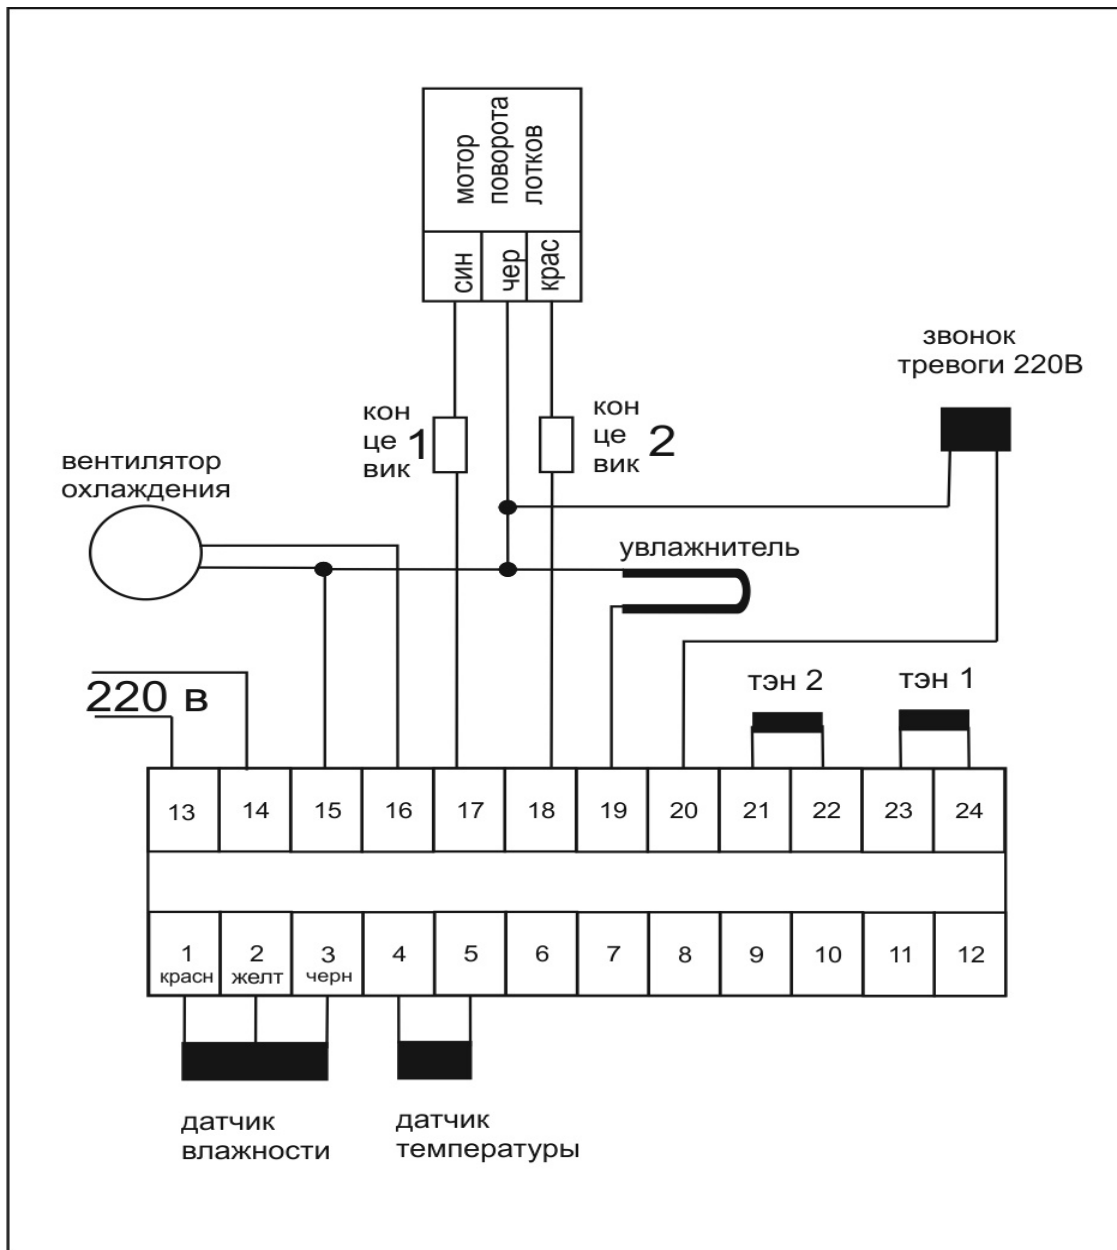 мотор
поворота
лотков
син
чер
крас
звонок
тревоги 220В
кон
це 1
вик
кон
це 2
вик
вентилятор
охлаждения
увлажнитель
220 в
тэн 2
тэн 1
13 14 15 16 17 18 19 20 21 22 23 24
1 2 3 4 5 6 7 8 9 10 11 12
красн желт черн
датчик
влажности
датчик
температуры